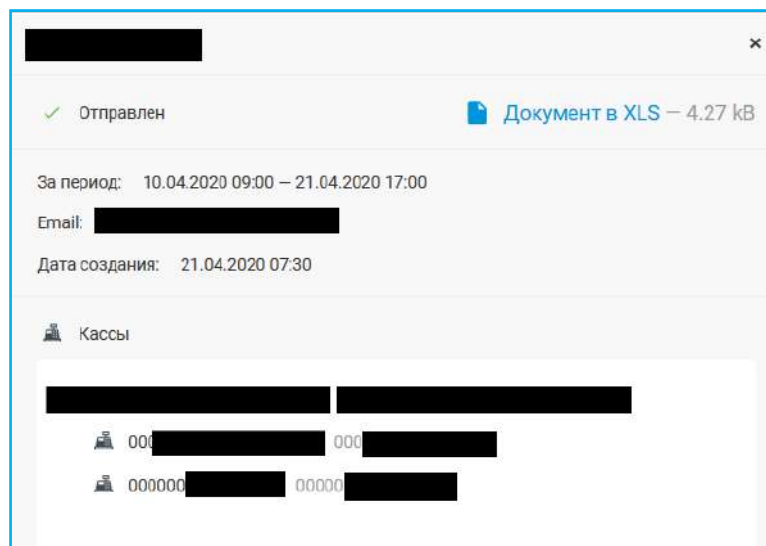 ×
Отправлен Документ в XLS — 4.27 kB
За период: 10.04.2020 09:00 — 21.04.2020 17:00
Email:
Дата создания: 21.04.2020 07:30
Кассы
000 000
000000 00000